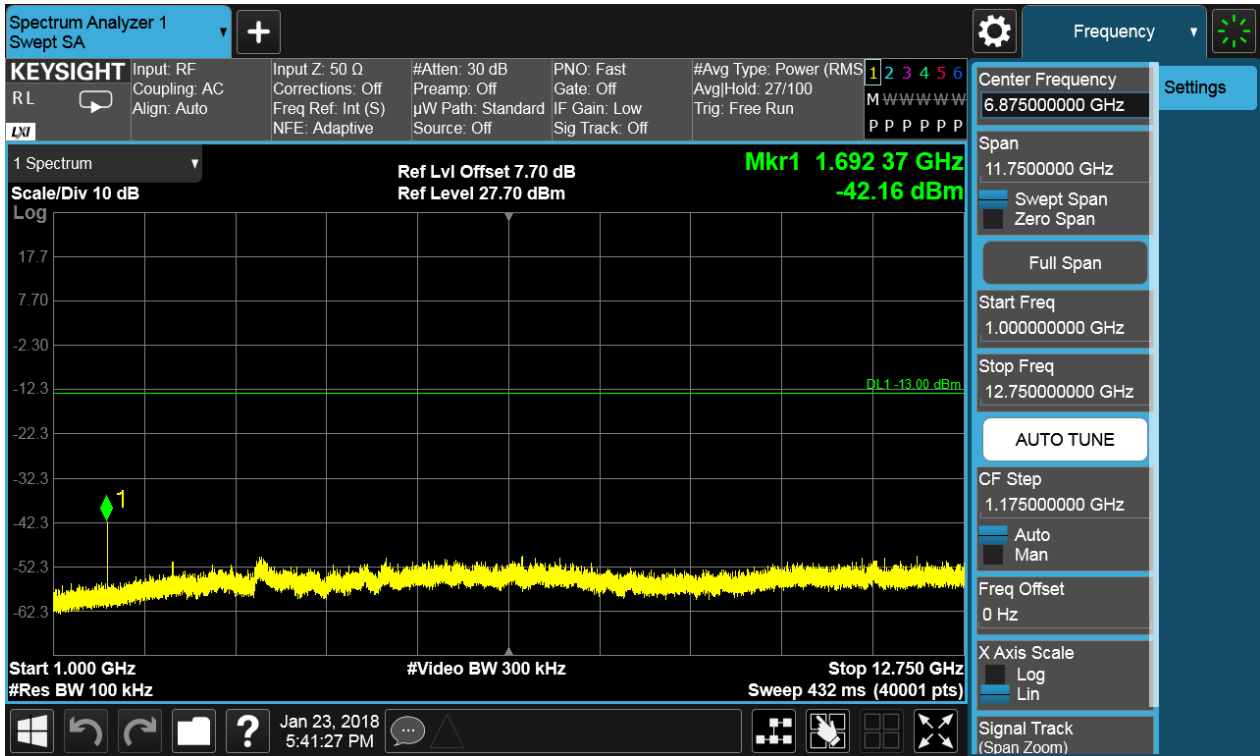 Spectrum Analyzer 1
Swept SA
Frequency
KEYSIGHT
R L
LXI
Input: RF
Coupling: AC
Align: Auto
Input Z: 50 Ω
Corrections: Off
Freq Ref: Int (S)
NFE: Adaptive
#Atten: 30 dB
Preamp: Off
µW Path: Standard
Source: Off
PNO: Fast
Gate: Off
IF Gain: Low
Sig Track: Off
#Avg Type: Power (RMS
Avg|Hold: 27/100
Trig: Free Run
1 2 3 4 5 6
M W W W W W
P P P P P P
1 Spectrum
Scale/Div 10 dB
Log
Ref Lvl Offset 7.70 dB
Ref Level 27.70 dBm
Mkr1 1.692 37 GHz
-42.16 dBm
17.7
7.70
-2.30
-12.3
DL1 -13.00 dBm
-22.3
-32.3
1
-42.3
-52.3
-62.3
Start 1.000 GHz
#Video BW 300 kHz
Stop 12.750 GHz
#Res BW 100 kHz
Sweep 432 ms (40001 pts)
Center Frequency
6.875000000 GHz
Settings
Span
11.7500000 GHz
Swept Span
Zero Span
Full Span
Start Freq
1.000000000 GHz
Stop Freq
12.750000000 GHz
AUTO TUNE
CF Step
1.175000000 GHz
Auto
Man
Freq Offset
0 Hz
X Axis Scale
Log
Lin
Signal Track
(Span Zoom)
?
Jan 23, 2018
5:41:27 PM